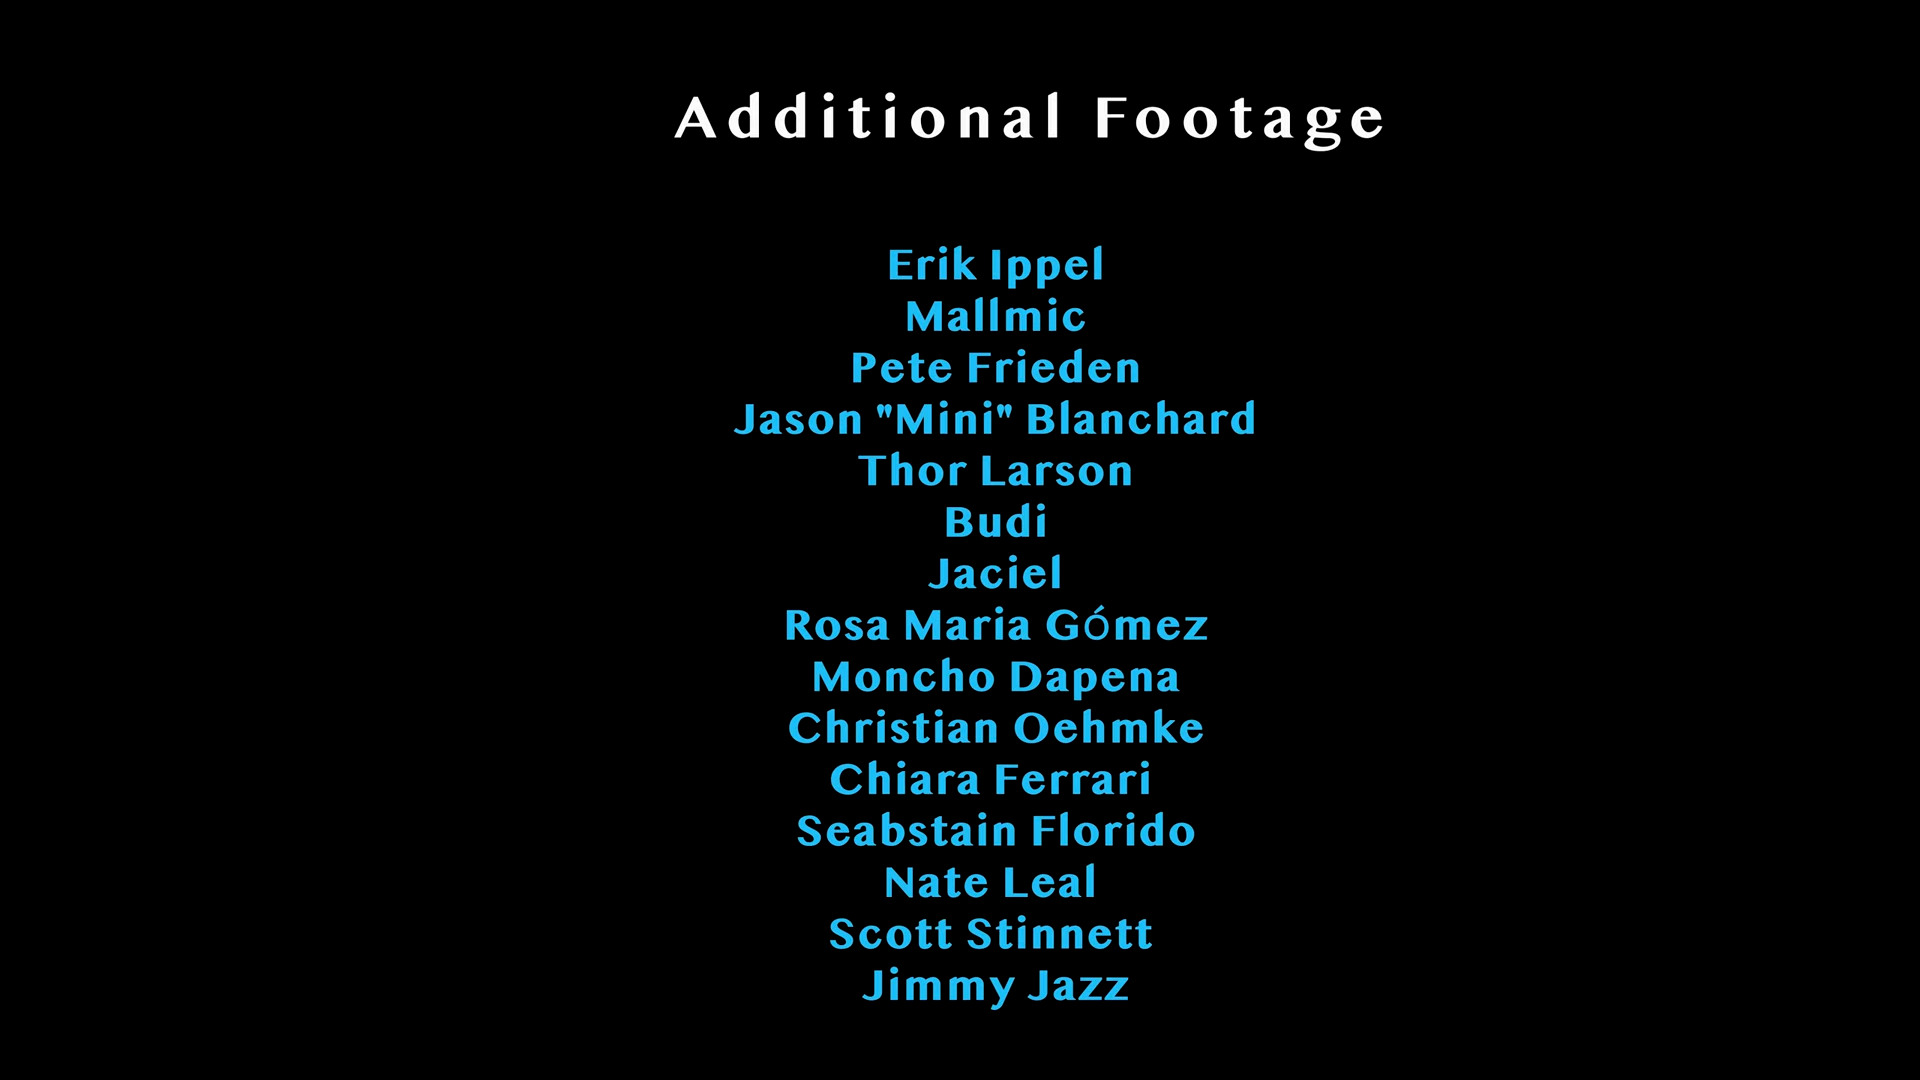 Additional Footage
Erik Ippel
Mallmic
Pete Frieden
Jason "Mini" Blanchard
Thor Larson
Budi
Jaciel
Rosa Maria Gómez
Moncho Dapena
Christian Oehmke
Chiara Ferrari
Seabstain Florido
Nate Leal
Scott Stinnett
Jimmy Jazz